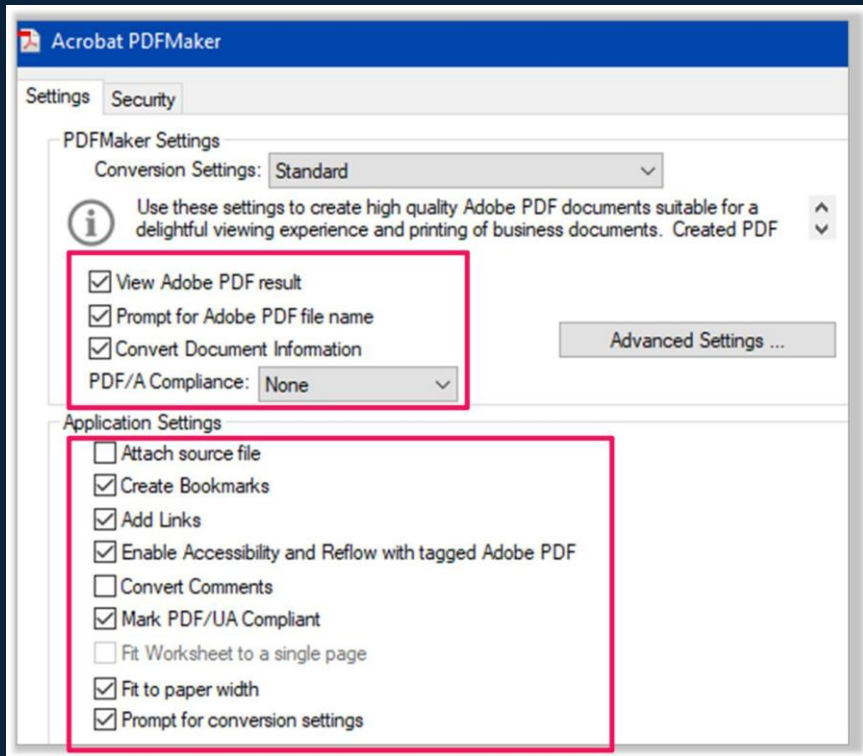 Acrobat PDFMaker
Settings
Security
PDFMaker Settings
Conversion Settings: Standard
Use these settings to create high quality Adobe PDF documents suitable for a
delightful viewing experience and printing of business documents. Created PDF
View Adobe PDF result
Prompt for Adobe PDF file name
Convert Document Information
Advanced Settings ...
PDF/A Compliance: None
Application Settings
Attach source file
Create Bookmarks
Add Links
Enable Accessibility and Reflow with tagged Adobe PDF
Convert Comments
Mark PDF/UA Compliant
Fit Worksheet to a single page
Fit to paper width
Prompt for conversion settings